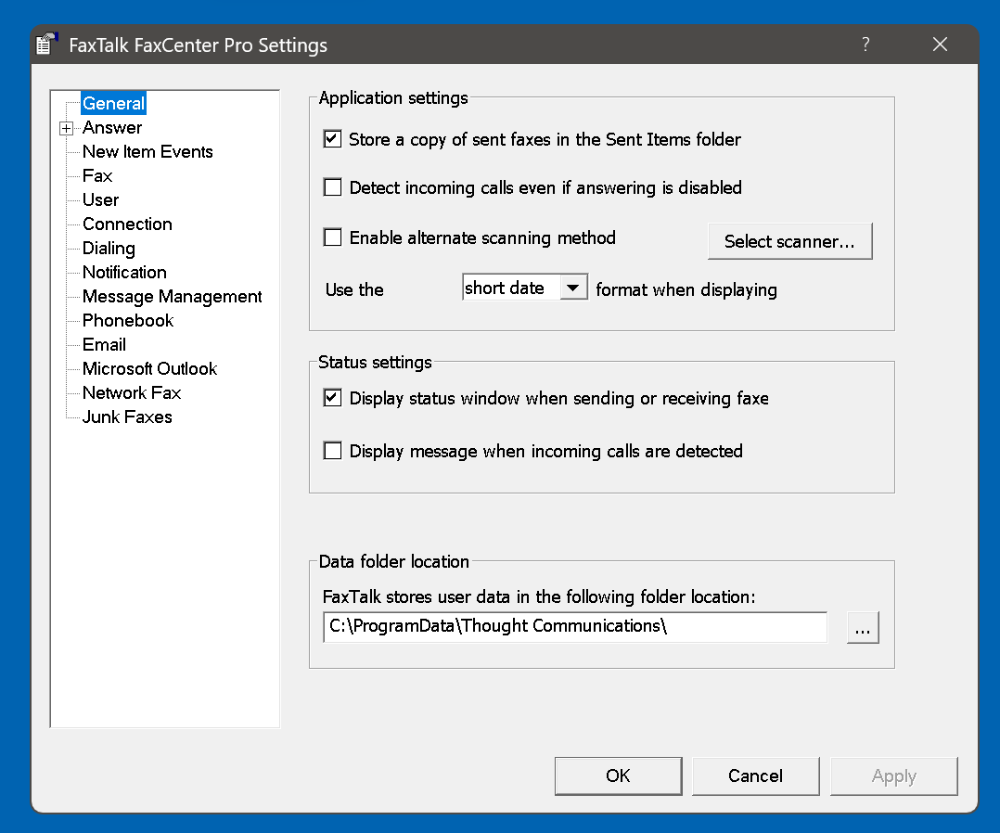 FaxTalk FaxCenter Pro Settings
?
General
Answer
New Item Events
Fax
User
Connection
Dialing
Notification
Message Management
Phonebook
Email
Microsoft Outlook
Network Fax
Junk Faxes
Application settings
Store a copy of sent faxes in the Sent Items folder
Detect incoming calls even if answering is disabled
Enable alternate scanning method
Select scanner...
Use the short date format when displaying
Status settings
Display status window when sending or receiving faxe
Display message when incoming calls are detected
Data folder location
FaxTalk stores user data in the following folder location:
C:\ProgramData\Thought Communications\ ...
OK Cancel Apply